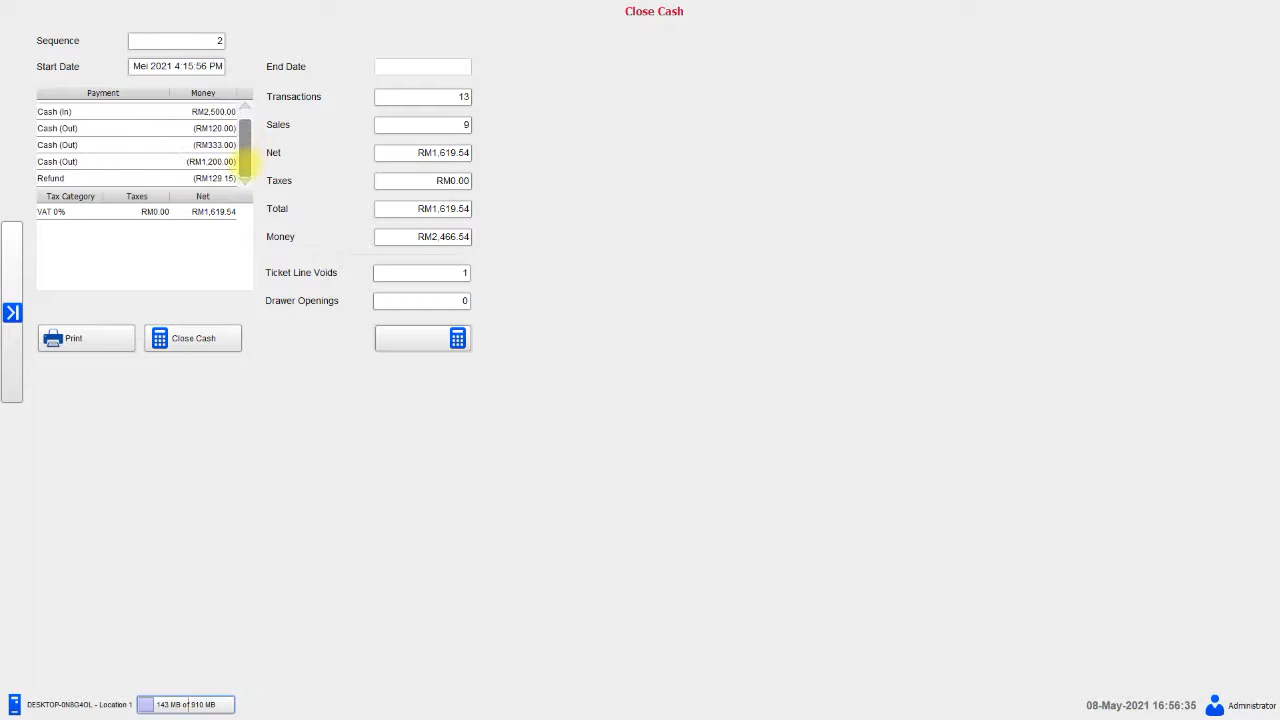 Close Cash
Sequence 2
Start Date Mei 2021 4:15:56 PM End Date
Payment Money
Cash (In) RM2,500.00
Cash (Out) (RM120.00)
Cash (Out) (RM333.00)
Cash (Out) (RM1,200.00)
Refund (RM129.15)
Tax Category Taxes Net
VAT 0% RM0.00 RM1,619.54
Transactions 13
Sales 9
Net RM1,619.54
Taxes RM0.00
Total RM1,619.54
Money RM2,466.54
Ticket Line Voids 1
Drawer Openings 0
Print Close Cash
DESKTOP-0N8G4OL - Location 1 143 MB of 910 MB 08-May-2021 16:56:35 Administrator